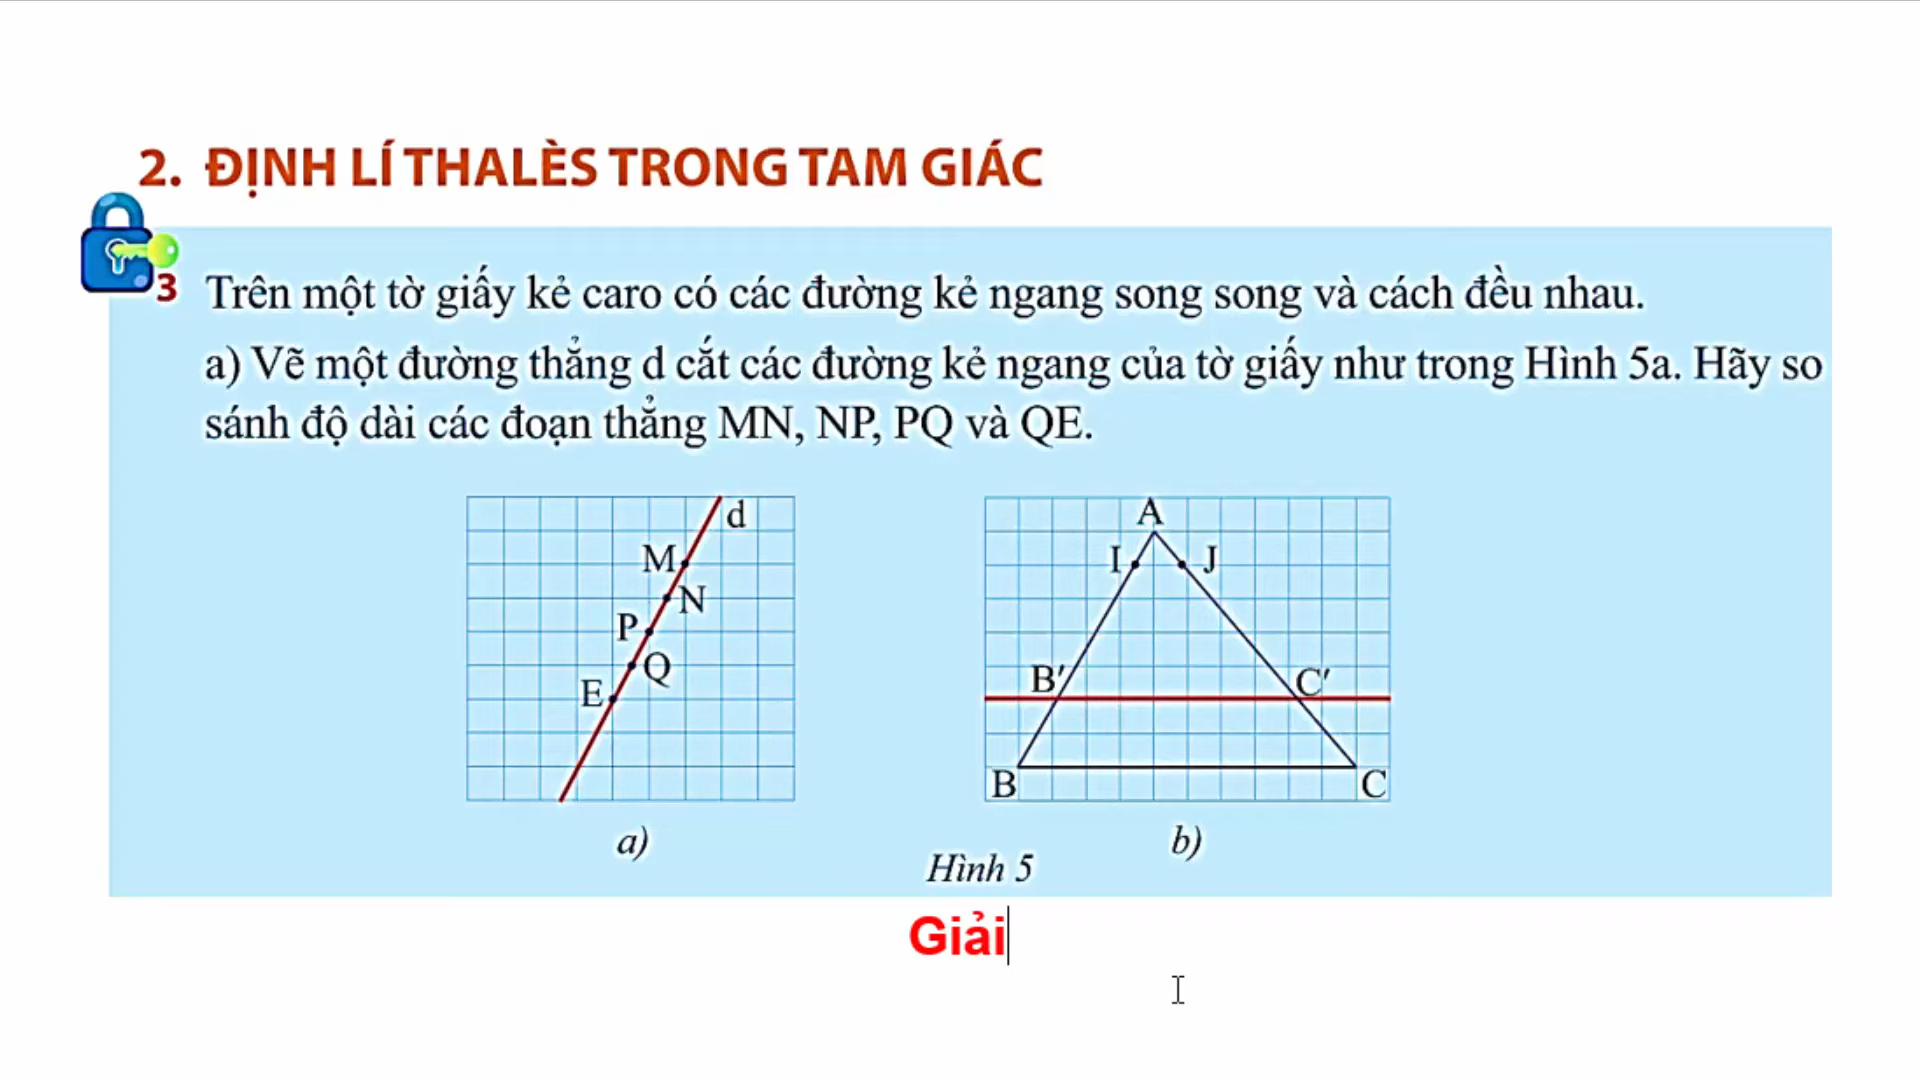 2. ĐỊNH LÍ THALÈS TRONG TAM GIÁC
3 Trên một tờ giấy kẻ caro có các đường kẻ ngang song song và cách đều nhau.
a) Vẽ một đường thẳng d cắt các đường kẻ ngang của tờ giấy như trong Hình 5a. Hãy so
sánh độ dài các đoạn thẳng MN, NP, PQ và QE.
d
M
N
P
Q
E
a)
A
I J
B′ C′
B C
b)
Hình 5
Giải